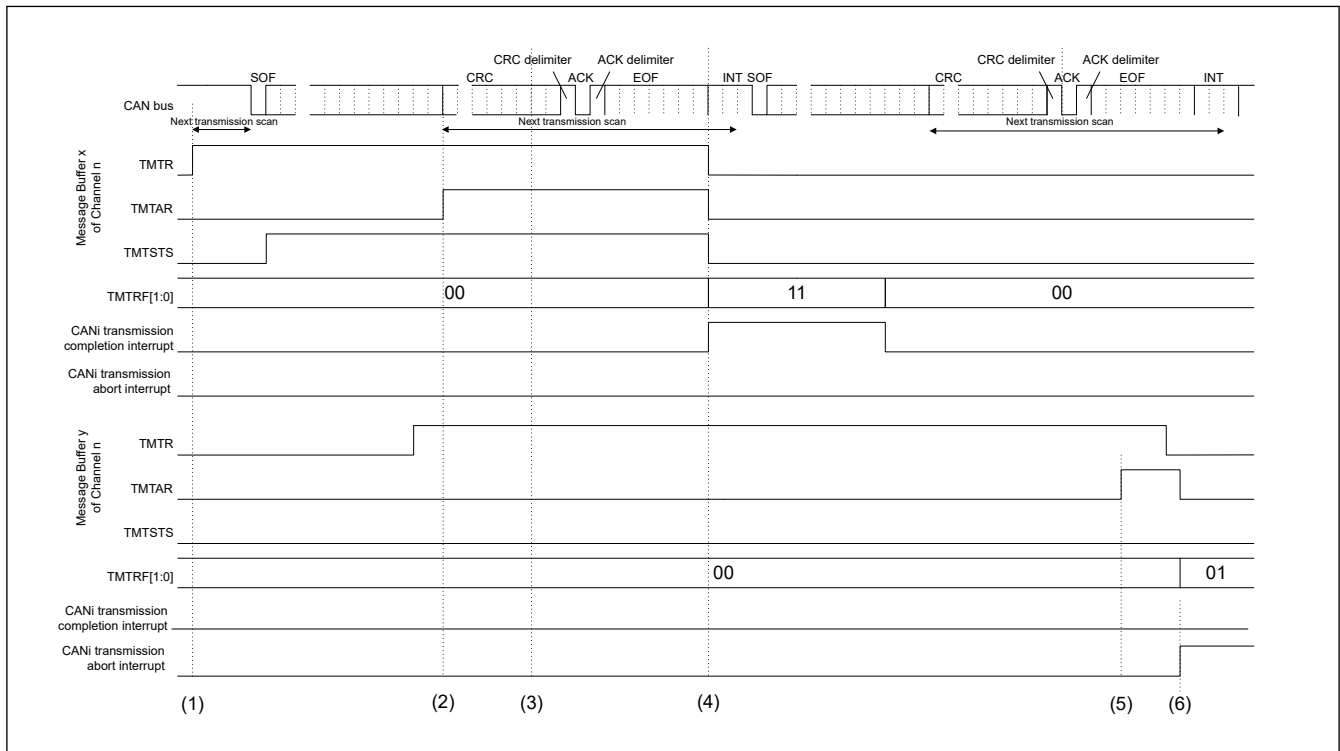 CRC delimiter ACK delimiter CRC delimiter ACK delimiter
SOF CRC ACK EOF INT SOF CRC ACK EOF INT
CAN bus
Next transmission scan Next transmission scan Next transmission scan
Message Buffer x
of Channel n
TMTR
TMTAR
TMTSTS
TMTRF[1:0] 00 11 00
CANi transmission
completion interrupt
CANi transmission
abort interrupt
Message Buffer y
of Channel n
TMTR
TMTAR
TMTSTS
TMTRF[1:0] 00 01
CANi transmission
completion interrupt
CANi transmission
abort interrupt
(1) (2) (3) (4) (5) (6)